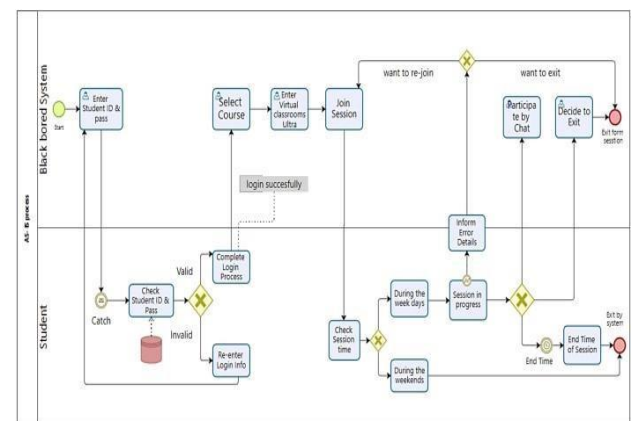 AS- IS process
Black bored System
Student
Start
Enter
Student ID &
pass
Select
Course
Enter
Virtual
classrooms
Ultra
Join
Session
want to re-join
want to exit
Participa
te by
Chat
Decide to
Exit
Exit form
session
login succesfully
Catch
Check
Student ID &
Pass
Valid
Invalid
Complete
Login
Process
Re-enter
Login Info
Inform
Error
Details
Check
Session
time
During the
week days
During the
weekends
Session in
progress
End Time
End Time
of Session
Exit by
system